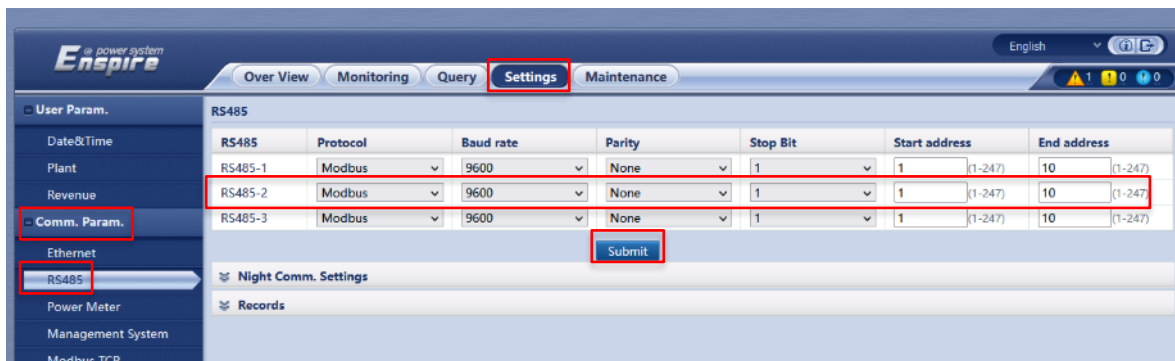 Enspire @ power system
English
Over View Monitoring Query Settings Maintenance
1 0 0
User Param.
Date&Time
Plant
Revenue
Comm. Param.
Ethernet
RS485
Power Meter
Management System
Modbus TCP
RS485
RS485 Protocol Baud rate Parity Stop Bit Start address End address
RS485-1 Modbus 9600 None 1 1 (1-247) 10 (1-247)
RS485-2 Modbus 9600 None 1 1 (1-247) 10 (1-247)
RS485-3 Modbus 9600 None 1 1 (1-247) 10 (1-247)
Submit
Night Comm. Settings
Records